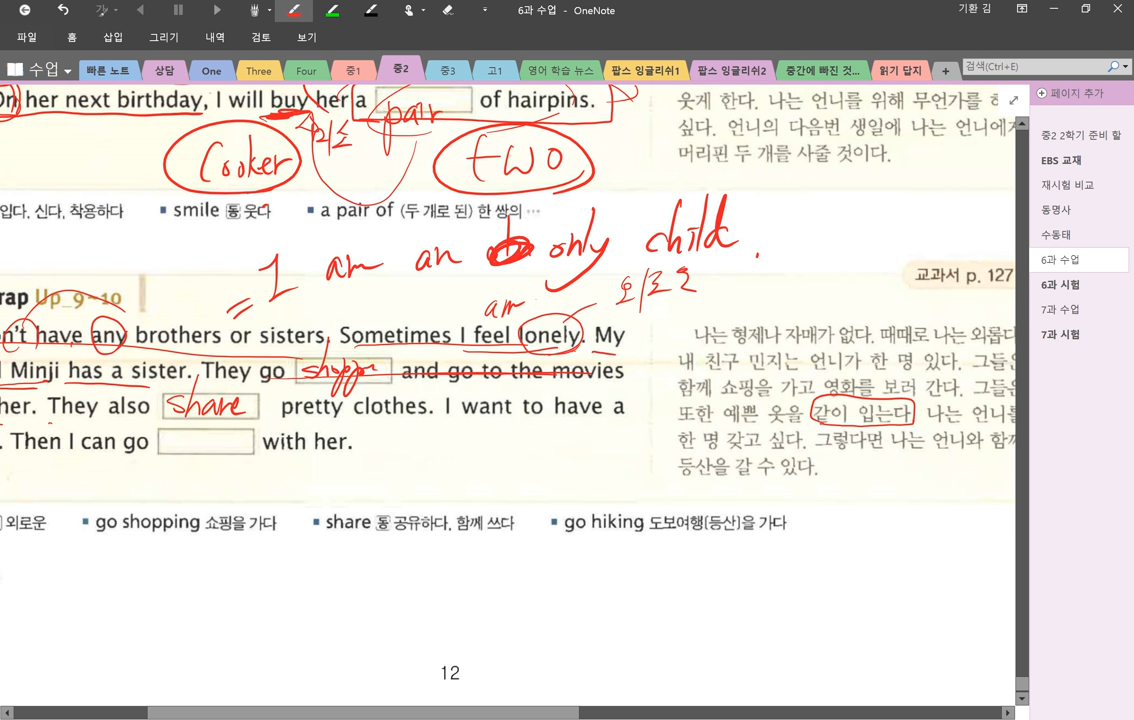 6과 수업 - OneNote
기환 김
파일 홈 삽입 그리기 내역 검토 보기
수업 빠른 노트 상담 One Three Four 중1 중2 중3 고1 영어 학습 뉴스 팝스 잉글리쉬1 팝스 잉글리쉬2 중간에 빠진 것... 읽기 답지 + 검색(Ctrl+E)
페이지 추가
중2 2학기 준비 할
EBS 교재
재시험 비교
동명사
수동태
6과 수업
6과 시험
7과 수업
7과 시험
On her next birthday, I will buy her a pair of hairpins.
Cooker
two
웃게 한다. 나는 언니를 위해 무언가를 하
싶다. 언니의 다음번 생일에 나는 언니에게
머리핀 두 개를 사줄 것이다.
입다, 신다, 착용하다 ▪ smile 동 웃다 ▪ a pair of (두 개로 된) 한 쌍의 …
= I am an only child.
rap Up_9~10
교과서 p. 127
am
외로운
n't have any brothers or sisters. Sometimes I feel lonely. My
Minji has a sister. They go shoppi and go to the movies
her. They also share pretty clothes. I want to have a
. Then I can go with her.
나는 형제나 자매가 없다. 때때로 나는 외롭다
내 친구 민지는 언니가 한 명 있다. 그들은
함께 쇼핑을 가고 영화를 보러 간다. 그들은
또한 예쁜 옷을 같이 입는다 나는 언니를
한 명 갖고 싶다. 그렇다면 나는 언니와 함께
등산을 갈 수 있다.
외로운 ▪ go shopping 쇼핑을 가다 ▪ share 동 공유하다, 함께 쓰다 ▪ go hiking 도보여행(등산)을 가다
12